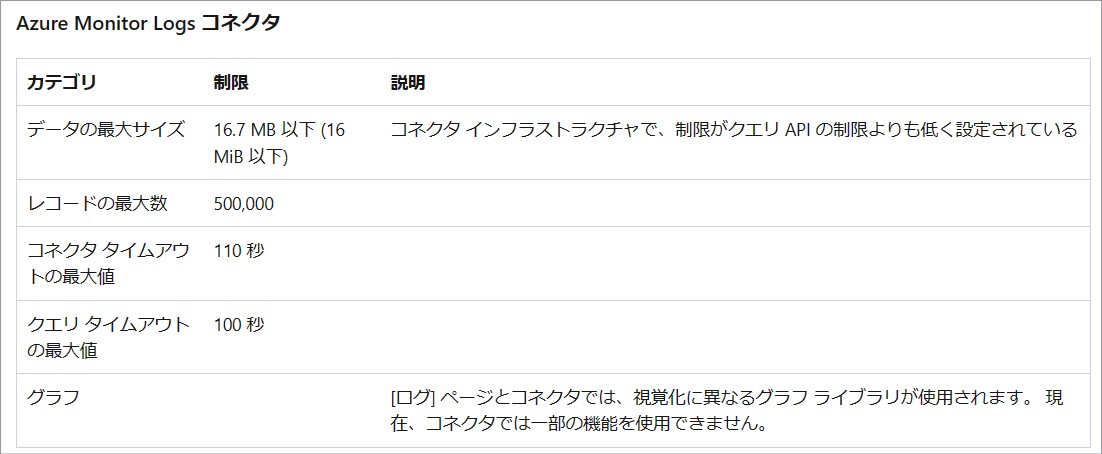 Azure Monitor Logs コネクタ
カテゴリ 制限 説明
データの最大サイズ 16.7 MB 以下 (16 コネクタ インフラストラクチャで、制限がクエリ API の制限よりも低く設定されている
MiB 以下)
レコードの最大数 500,000
コネクタ タイムアウ 110 秒
トの最大値
クエリ タイムアウト 100 秒
の最大値
グラフ [ログ] ページとコネクタでは、視覚化に異なるグラフ ライブラリが使用されます。 現
在、コネクタでは一部の機能を使用できません。